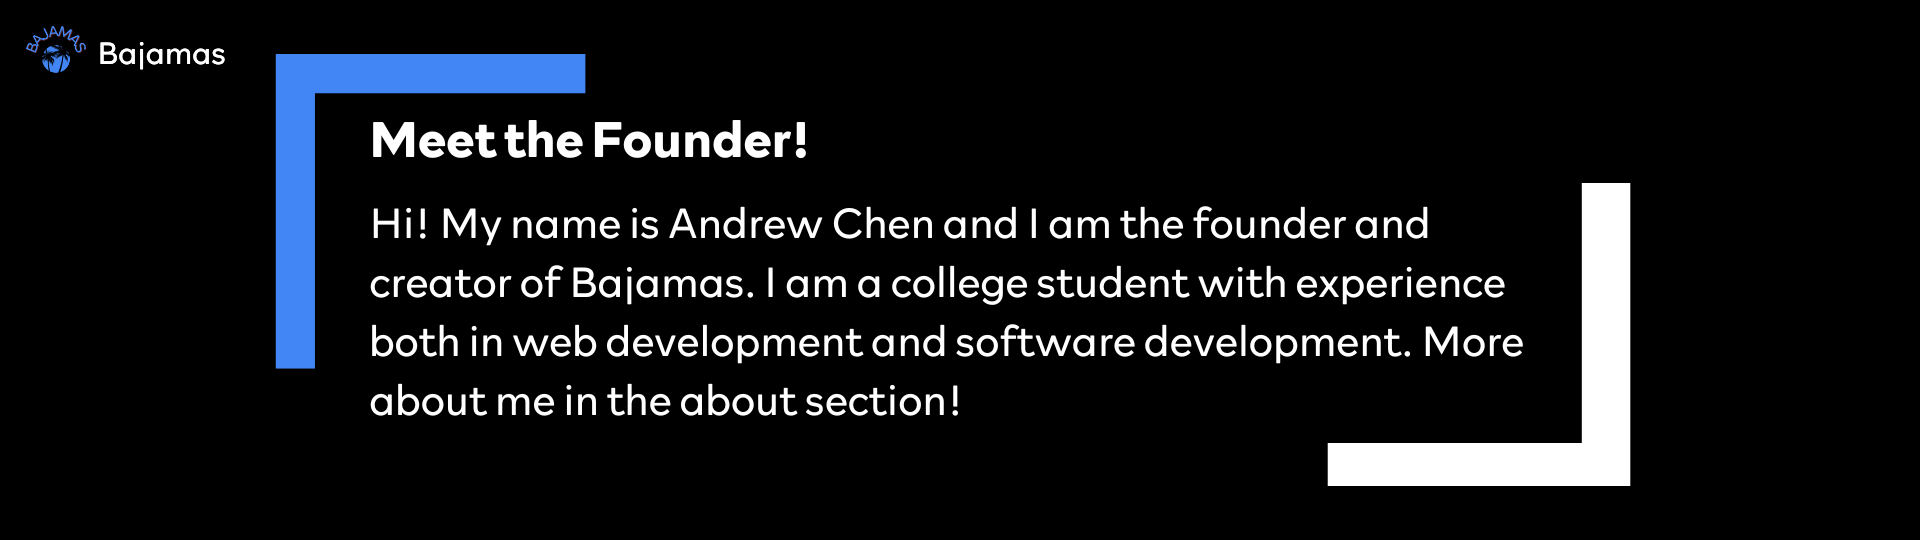 BAJAMAS
Bajamas
Meet the Founder!
Hi! My name is Andrew Chen and I am the founder and
creator of Bajamas. I am a college student with experience
both in web development and software development. More
about me in the about section!